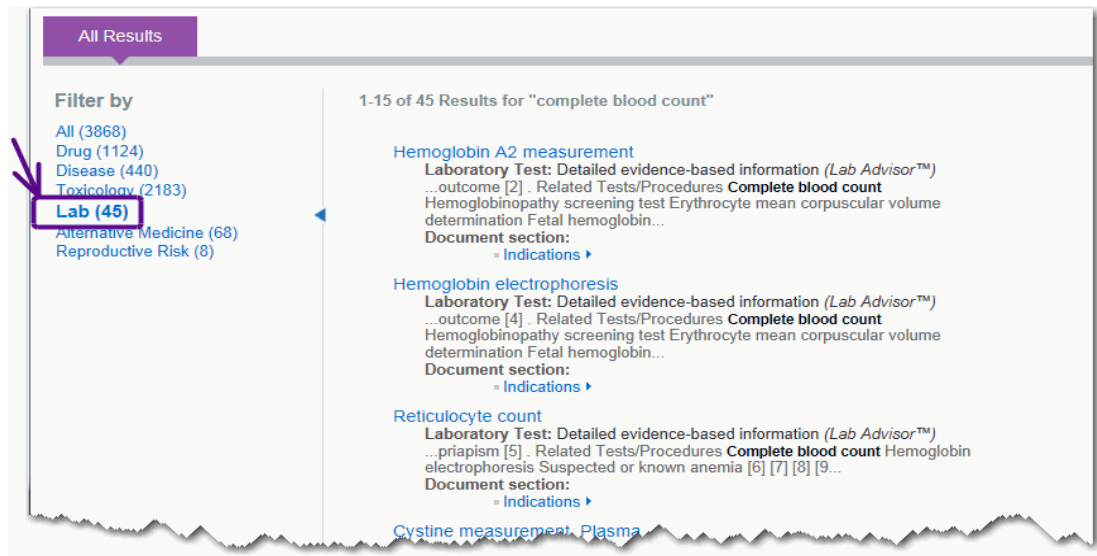 All Results
Filter by
All (3868)
Drug (1124)
Disease (440)
Toxicology (2183)
Lab (45)
Alternative Medicine (68)
Reproductive Risk (8)
1-15 of 45 Results for "complete blood count"
Hemoglobin A2 measurement
Laboratory Test: Detailed evidence-based information (Lab Advisor™)
...outcome [2] . Related Tests/Procedures Complete blood count
Hemoglobinopathy screening test Erythrocyte mean corpuscular volume
determination Fetal hemoglobin...
Document section:
Indications
Hemoglobin electrophoresis
Laboratory Test: Detailed evidence-based information (Lab Advisor™)
...outcome [4] . Related Tests/Procedures Complete blood count
Hemoglobinopathy screening test Erythrocyte mean corpuscular volume
determination Fetal hemoglobin...
Document section:
Indications
Reticulocyte count
Laboratory Test: Detailed evidence-based information (Lab Advisor™)
...priapism [5] . Related Tests/Procedures Complete blood count Hemoglobin
electrophoresis Suspected or known anemia [6] [7] [8] [9...
Document section:
Indications
Cystine measurement, Plasma